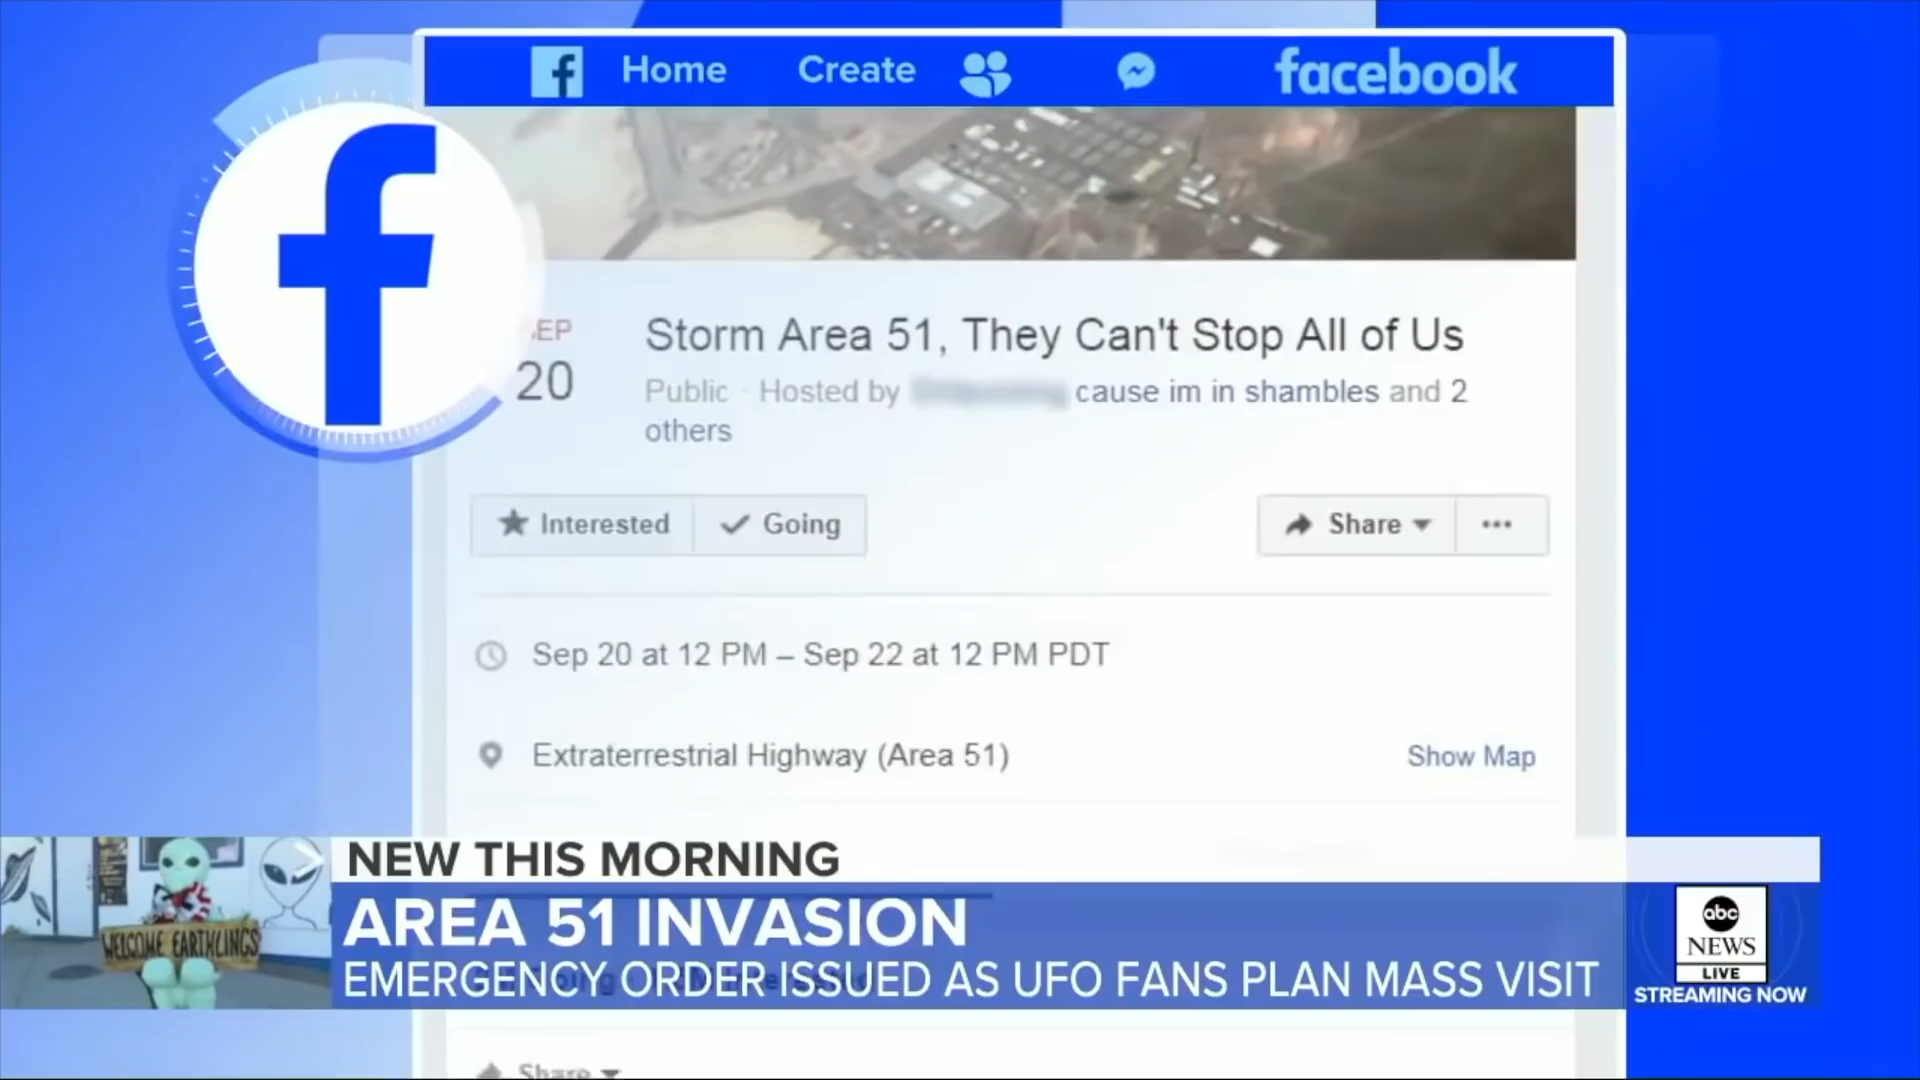 Home Create facebook
SEP
20
Storm Area 51, They Can't Stop All of Us
Public · Hosted by cause im in shambles and 2
others
Interested Going Share ...
Sep 20 at 12 PM – Sep 22 at 12 PM PDT
Extraterrestrial Highway (Area 51) Show Map
NEW THIS MORNING
AREA 51 INVASION
EMERGENCY ORDER ISSUED AS UFO FANS PLAN MASS VISIT
WELCOME EARTHLINGS
abc
NEWS
LIVE
STREAMING NOW
Share